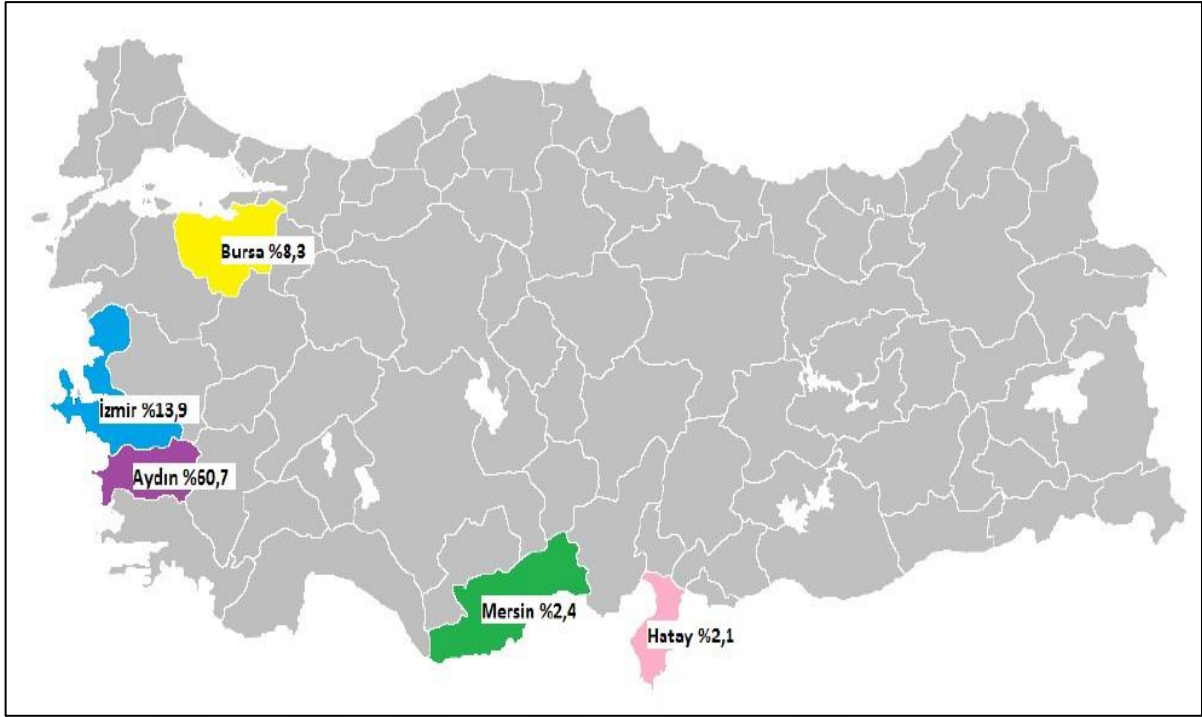 Bursa %8,3
İzmir %13,9
Aydın %60,7
Mersin %2,4
Hatay %2,1